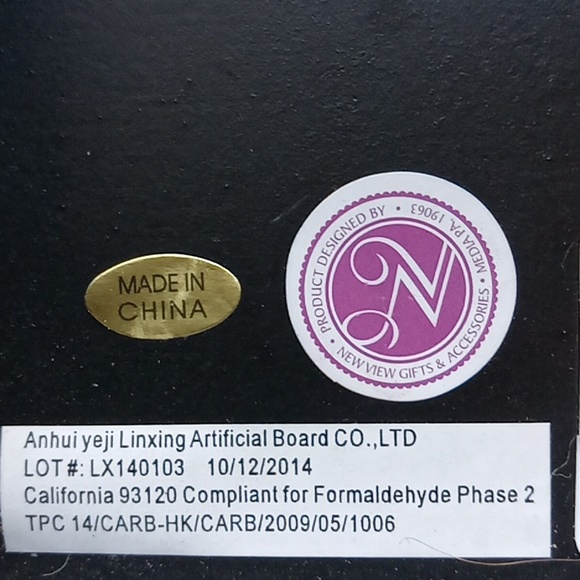 MADE IN
CHINA
• PRODUCT DESIGNED BY • MEDIA PA, 19063
N
• NEW VIEW GIFTS & ACCESSORIES •
Anhui yeji Linxing Artificial Board CO.,LTD
LOT #: LX140103 10/12/2014
California 93120 Compliant for Formaldehyde Phase 2
TPC 14/CARB-HK/CARB/2009/05/1006